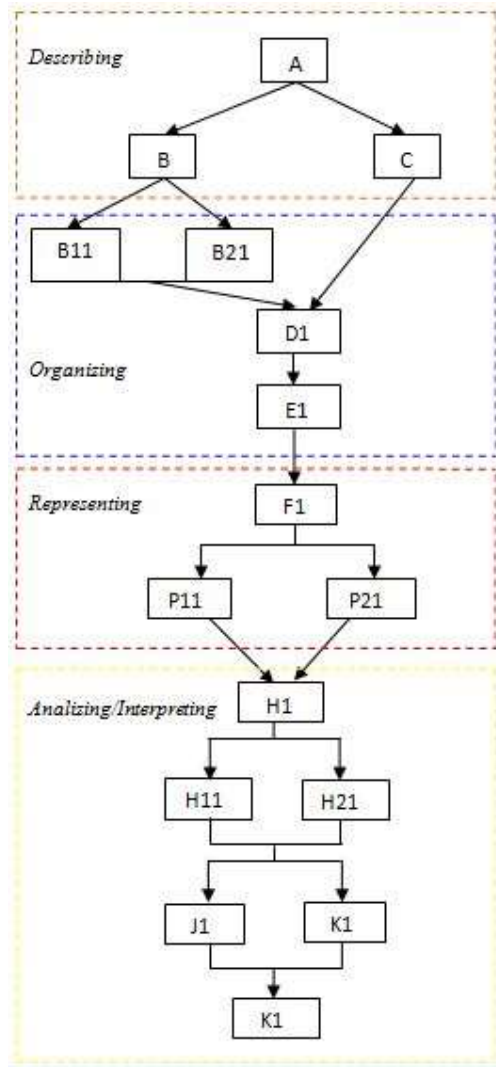 Describing
A
B
C
B11
B21
D1
Organizing
E1
Representing
F1
P11
P21
Analizing/Interpreting
H1
H11
H21
J1
K1
K1